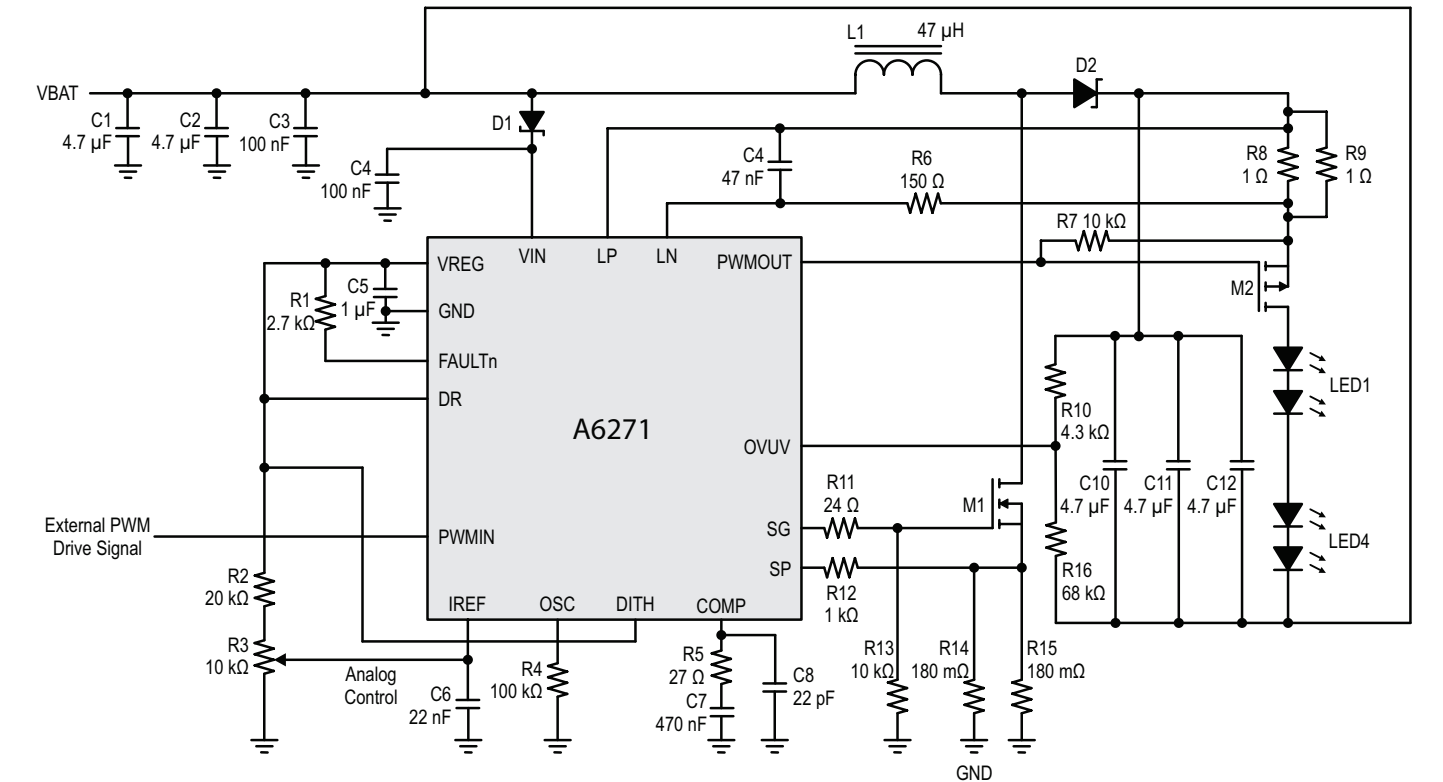 L1
47 µH
D2
VBAT
C1
4.7 µF
C2
4.7 µF
C3
100 nF
D1
C4
100 nF
C4
47 nF
R6
150 Ω
R8
1 Ω
R9
1 Ω
R7 10 kΩ
VREG
VIN
LP
LN
PWMOUT
M2
R1
2.7 kΩ
C5
1 µF
GND
FAULTn
DR
LED1
A6271
R10
4.3 kΩ
OVUV
C10
4.7 µF
C11
4.7 µF
C12
4.7 µF
R11
24 Ω
M1
SG
External PWM
Drive Signal
PWMIN
LED4
SP
R12
1 kΩ
R16
68 kΩ
R2
20 kΩ
IREF
OSC
DITH
COMP
R3
10 kΩ
Analog
Control
R4
100 kΩ
R5
27 Ω
C8
22 pF
R13
10 kΩ
R14
180 mΩ
R15
180 mΩ
C6
22 nF
C7
470 nF
GND